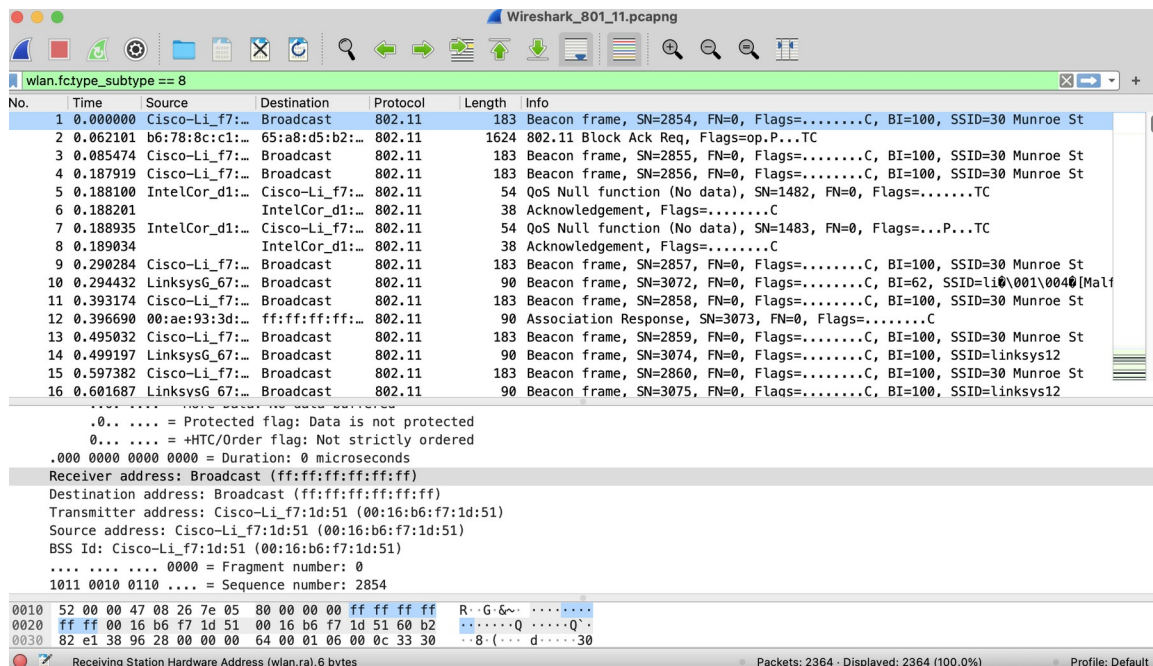 Wireshark_801_11.pcapng
wlan.fc.type_subtype == 8
No. Time Source Destination Protocol Length Info
1 0.000000 Cisco-Li_f7:… Broadcast 802.11 183 Beacon frame, SN=2854, FN=0, Flags=........C, BI=100, SSID=30 Munroe St
2 0.062101 b6:78:8c:c1:… 65:a8:d5:b2:… 802.11 1624 802.11 Block Ack Req, Flags=op.P...TC
3 0.085474 Cisco-Li_f7:… Broadcast 802.11 183 Beacon frame, SN=2855, FN=0, Flags=........C, BI=100, SSID=30 Munroe St
4 0.187919 Cisco-Li_f7:… Broadcast 802.11 183 Beacon frame, SN=2856, FN=0, Flags=........C, BI=100, SSID=30 Munroe St
5 0.188100 IntelCor_d1:… Cisco-Li_f7:… 802.11 54 QoS Null function (No data), SN=1482, FN=0, Flags=.......TC
6 0.188201 IntelCor_d1:… 802.11 38 Acknowledgement, Flags=........C
7 0.188935 IntelCor_d1:… Cisco-Li_f7:… 802.11 54 QoS Null function (No data), SN=1483, FN=0, Flags=...P...TC
8 0.189034 IntelCor_d1:… 802.11 38 Acknowledgement, Flags=........C
9 0.290284 Cisco-Li_f7:… Broadcast 802.11 183 Beacon frame, SN=2857, FN=0, Flags=........C, BI=100, SSID=30 Munroe St
10 0.294432 LinksysG_67:… Broadcast 802.11 90 Beacon frame, SN=3072, FN=0, Flags=........C, BI=62, SSID=li�\001\004�[Malf
11 0.393174 Cisco-Li_f7:… Broadcast 802.11 183 Beacon frame, SN=2858, FN=0, Flags=........C, BI=100, SSID=30 Munroe St
12 0.396690 00:ae:93:3d:… ff:ff:ff:ff:… 802.11 90 Association Response, SN=3073, FN=0, Flags=........C
13 0.495032 Cisco-Li_f7:… Broadcast 802.11 183 Beacon frame, SN=2859, FN=0, Flags=........C, BI=100, SSID=30 Munroe St
14 0.499197 LinksysG_67:… Broadcast 802.11 90 Beacon frame, SN=3074, FN=0, Flags=........C, BI=100, SSID=linksys12
15 0.597382 Cisco-Li_f7:… Broadcast 802.11 183 Beacon frame, SN=2860, FN=0, Flags=........C, BI=100, SSID=30 Munroe St
16 0.601687 LinksysG_67:… Broadcast 802.11 90 Beacon frame, SN=3075, FN=0, Flags=........C, BI=100, SSID=linksys12
..0. .... = More Data: No data buffered
.0.. .... = Protected flag: Data is not protected
0... .... = +HTC/Order flag: Not strictly ordered
.000 0000 0000 0000 = Duration: 0 microseconds
Receiver address: Broadcast (ff:ff:ff:ff:ff:ff)
Destination address: Broadcast (ff:ff:ff:ff:ff:ff)
Transmitter address: Cisco-Li_f7:1d:51 (00:16:b6:f7:1d:51)
Source address: Cisco-Li_f7:1d:51 (00:16:b6:f7:1d:51)
BSS Id: Cisco-Li_f7:1d:51 (00:16:b6:f7:1d:51)
.... .... .... 0000 = Fragment number: 0
1011 0010 0110 .... = Sequence number: 2854
0010 52 00 00 47 08 26 7e 05 80 00 00 00 ff ff ff ff R··G·&~· ········
0020 ff ff 00 16 b6 f7 1d 51 00 16 b6 f7 1d 51 60 b2 ·······Q ·····Q`·
0030 82 e1 38 96 28 00 00 00 64 00 01 06 00 0c 33 30 ··8·(··· d·····30
Receiving Station Hardware Address (wlan.ra), 6 bytes Packets: 2364 · Displayed: 2364 (100.0%) Profile: Default